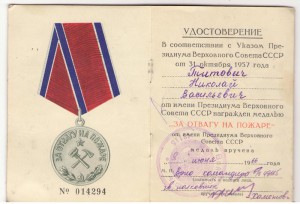 ЗА ОТВАГУ НА ПОЖАРЕ
№ 014294
УДОСТОВЕРЕНИЕ
В соответствии с Указом Пре-
зидиума Верховного Совета СССР
от 31 октября 1957 года
Титович
Николай
Васильевич
от имени Президиума Верховного
Совета СССР награжден медалью
„ЗА ОТВАГУ НА ПОЖАРЕ“
от имени Президиума Верховного
Совета СССР
медаль вручена
июня 19